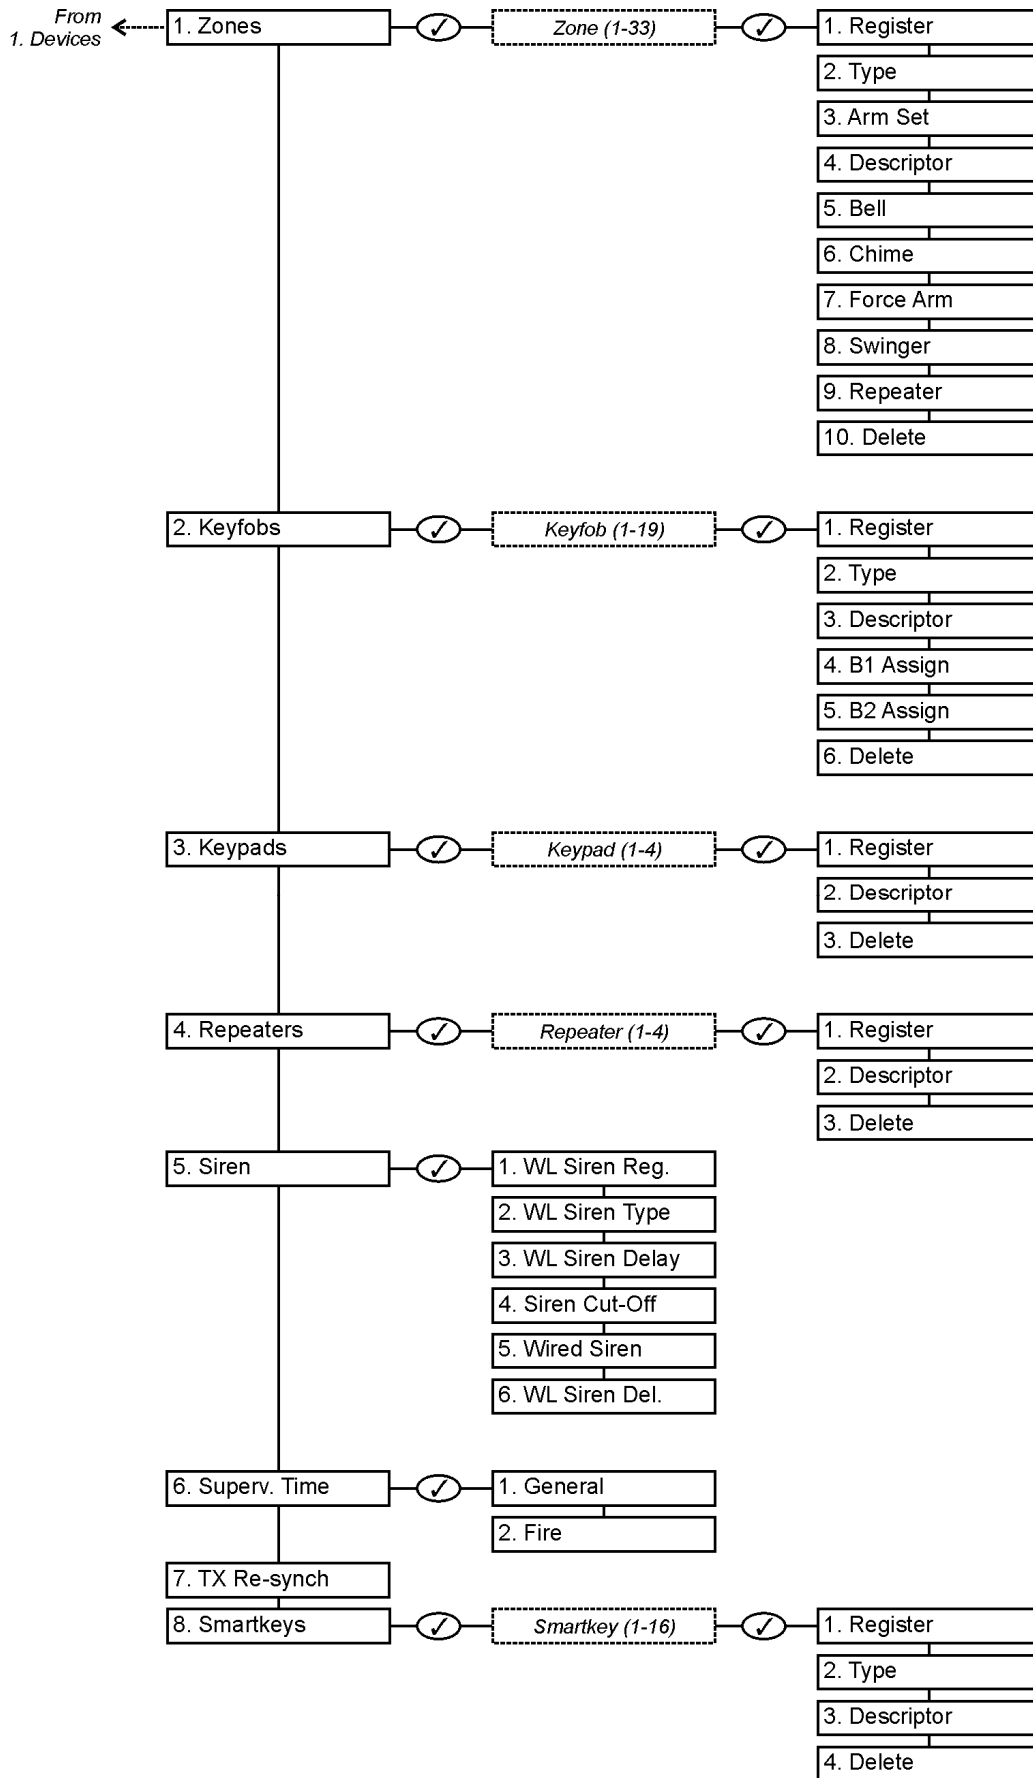 From
1. Devices
1. Zones
Zone (1-33)
1. Register
2. Type
3. Arm Set
4. Descriptor
5. Bell
6. Chime
7. Force Arm
8. Swinger
9. Repeater
10. Delete
2. Keyfobs
Keyfob (1-19)
1. Register
2. Type
3. Descriptor
4. B1 Assign
5. B2 Assign
6. Delete
3. Keypads
Keypad (1-4)
1. Register
2. Descriptor
3. Delete
4. Repeaters
Repeater (1-4)
1. Register
2. Descriptor
3. Delete
5. Siren
1. WL Siren Reg.
2. WL Siren Type
3. WL Siren Delay
4. Siren Cut-Off
5. Wired Siren
6. WL Siren Del.
6. Superv. Time
1. General
2. Fire
7. TX Re-synch
8. Smartkeys
Smartkey (1-16)
1. Register
2. Type
3. Descriptor
4. Delete